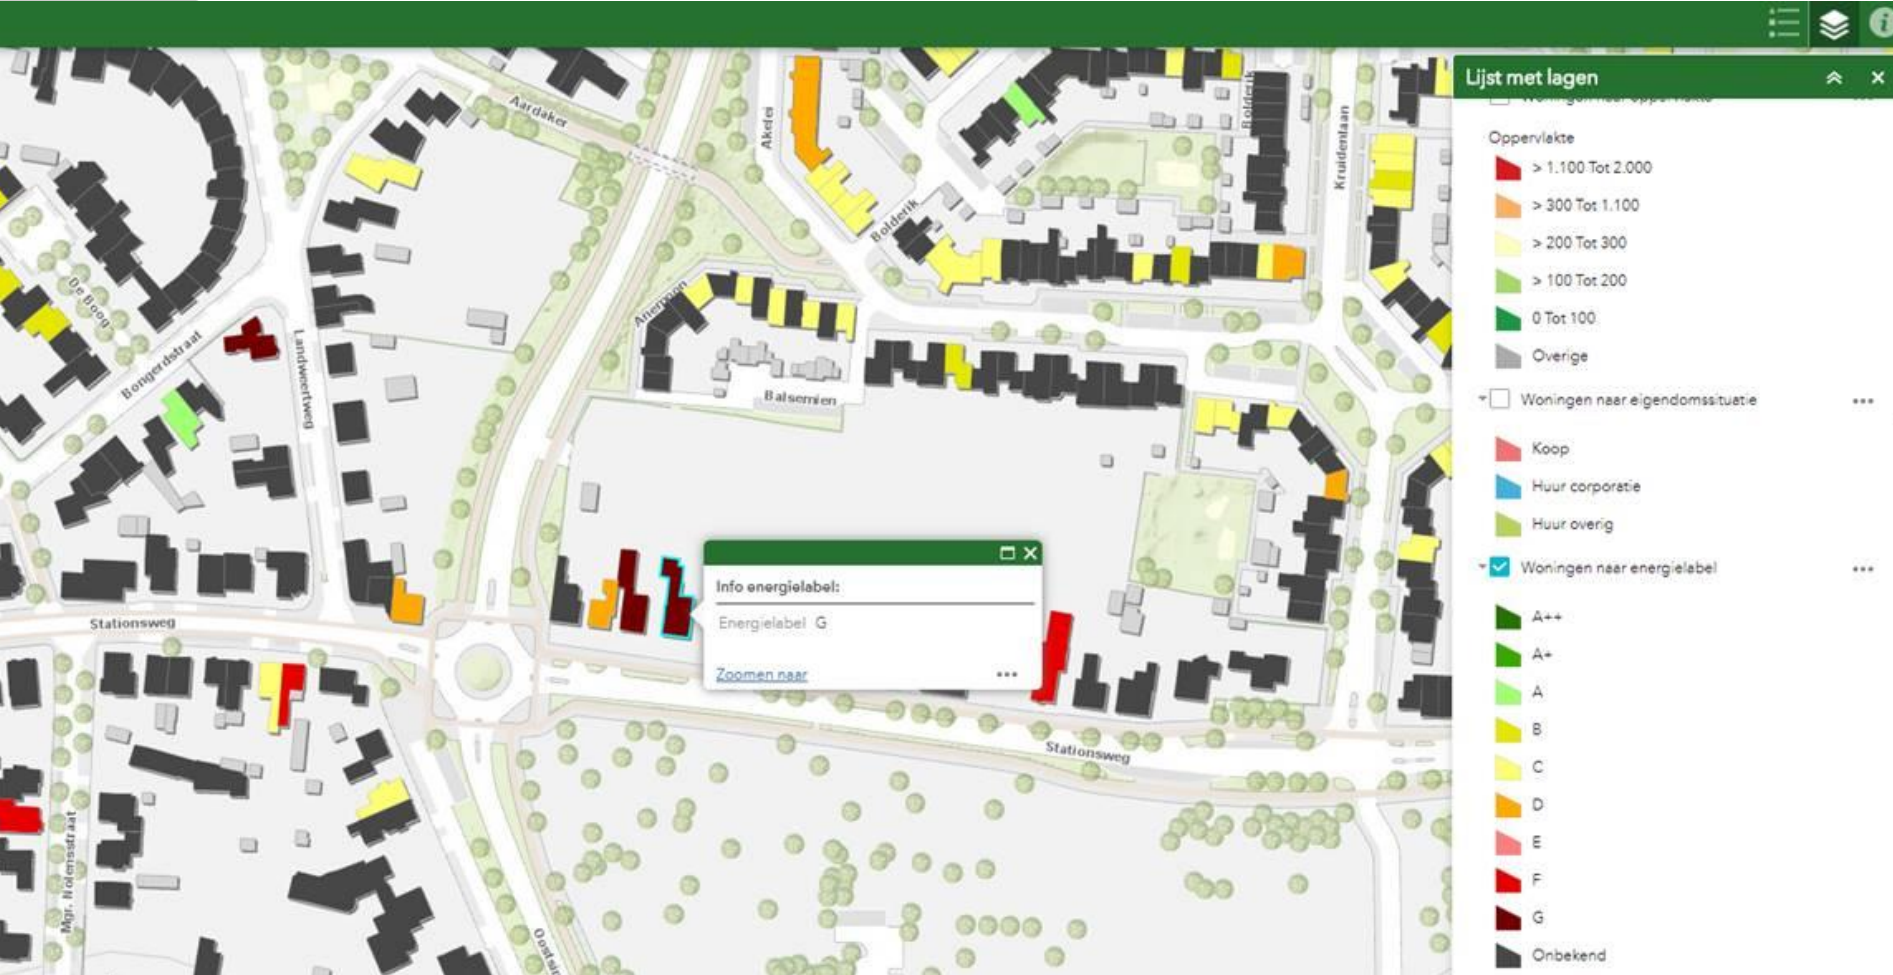 Lijst met lagen
Oppervlakte
> 1.100 Tot 2.000
> 300 Tot 1.100
> 200 Tot 300
> 100 Tot 200
0 Tot 100
Overige
Woningen naar eigendomssituatie
Koop
Huur corporatie
Huur overig
Woningen naar energielabel
A++
A+
A
B
C
D
E
F
G
Onbekend
Info energielabel:
Energielabel G
Zoomen naar
Aardaker
Akelei
Bolderik
Kruidenlaan
Bolderik
De Boog
Anemoon
Bongerdstraat
Landweertweg
Balsemien
Stationsweg
Stationsweg
Mgr. Nolensstraat